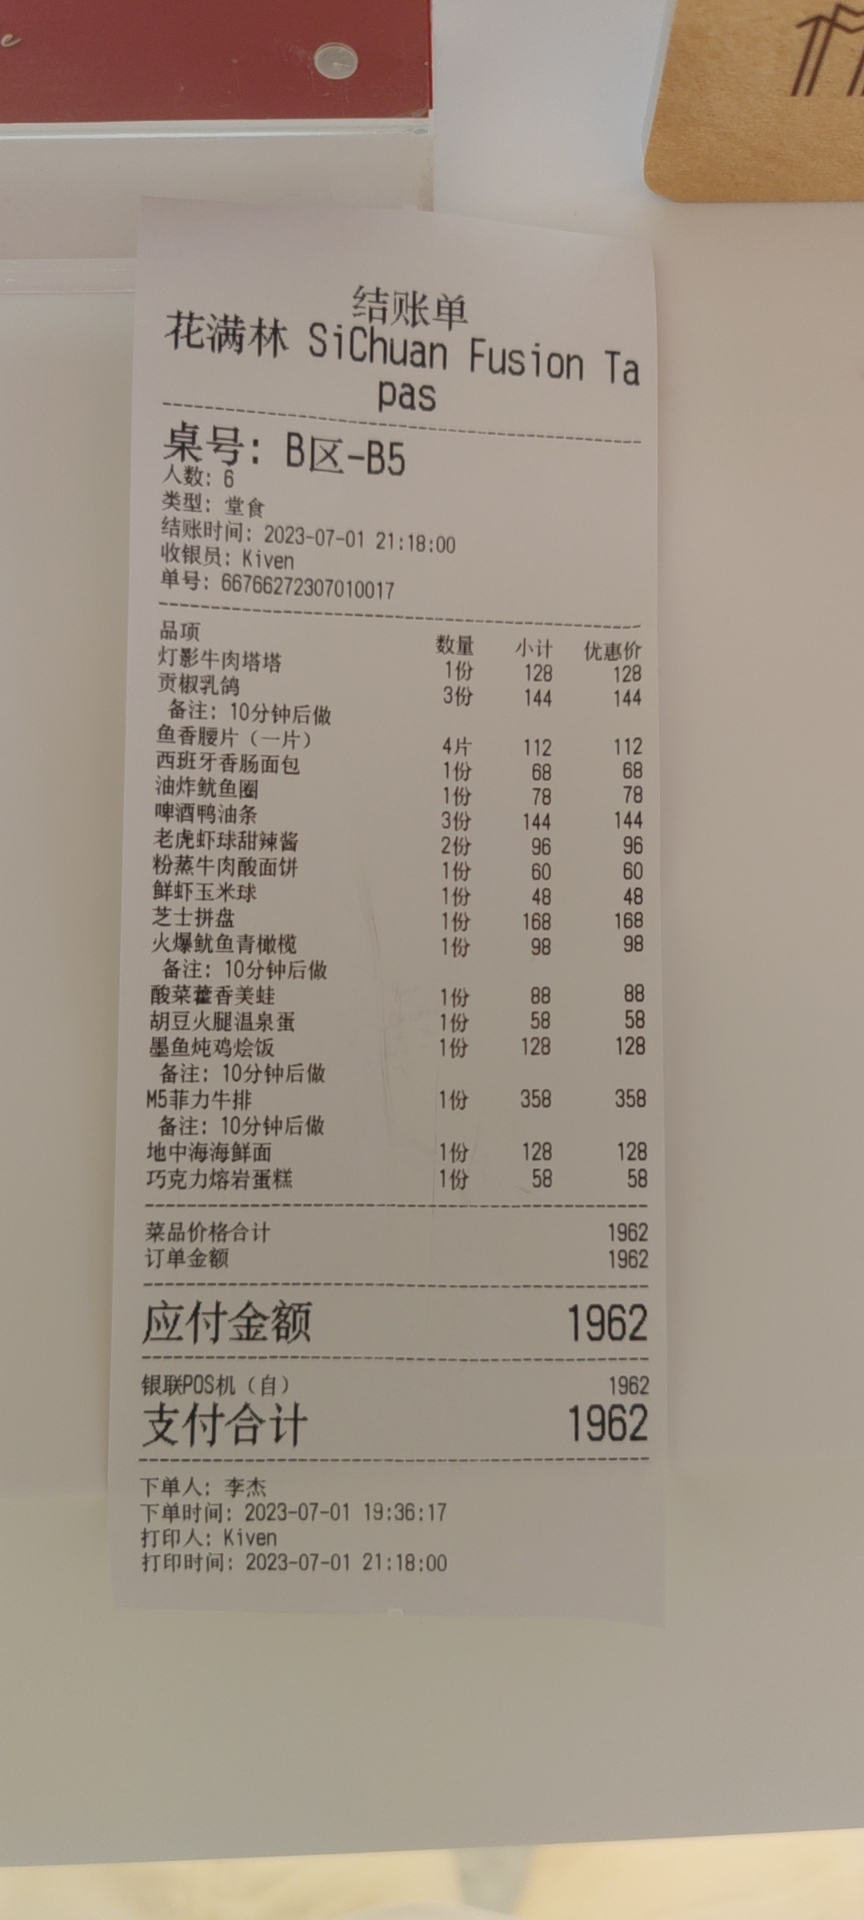 e
结账单
花满林 SiChuan Fusion Ta
pas
桌号: B区-B5
人数: 6
类型: 堂食
结账时间: 2023-07-01 21:18:00
收银员: Kiven
单号: 66766272307010017
品项 数量 小计 优惠价
灯影牛肉塔塔 1份 128 128
贡椒乳鸽 3份 144 144
备注: 10分钟后做
鱼香腰片（一片） 4片 112 112
西班牙香肠面包 1份 68 68
油炸鱿鱼圈 1份 78 78
啤酒鸭油条 3份 144 144
老虎虾球甜辣酱 2份 96 96
粉蒸牛肉酸面饼 1份 60 60
鲜虾玉米球 1份 48 48
芝士拼盘 1份 168 168
火爆鱿鱼青橄榄 1份 98 98
备注: 10分钟后做
酸菜藿香美蛙 1份 88 88
胡豆火腿温泉蛋 1份 58 58
墨鱼炖鸡烩饭 1份 128 128
备注: 10分钟后做
M5菲力牛排 1份 358 358
备注: 10分钟后做
地中海海鲜面 1份 128 128
巧克力熔岩蛋糕 1份 58 58
菜品价格合计 1962
订单金额 1962
应付金额 1962
银联POS机（自） 1962
支付合计 1962
下单人: 李杰
下单时间: 2023-07-01 19:36:17
打印人: Kiven
打印时间: 2023-07-01 21:18:00